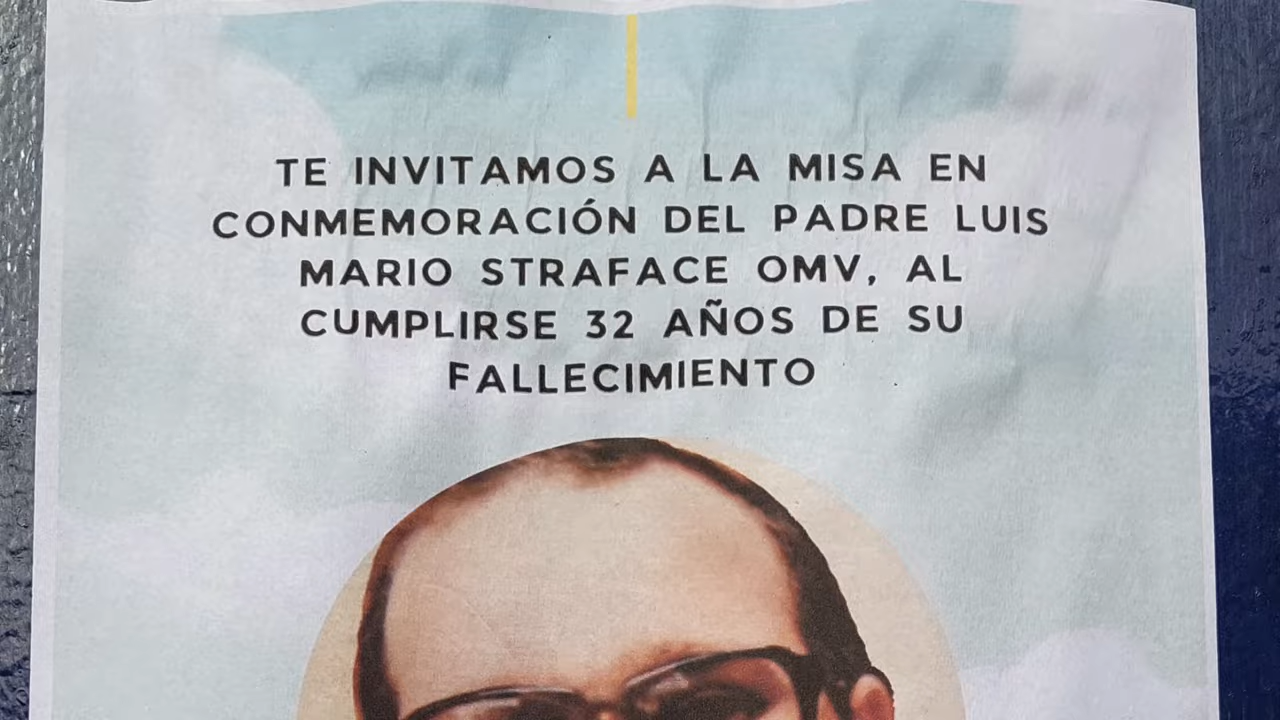 TE INVITAMOS A LA MISA EN
CONMEMORACIÓN DEL PADRE LUIS
MARIO STRAFACE OMV, AL
CUMPLIRSE 32 AÑOS DE SU
FALLECIMIENTO